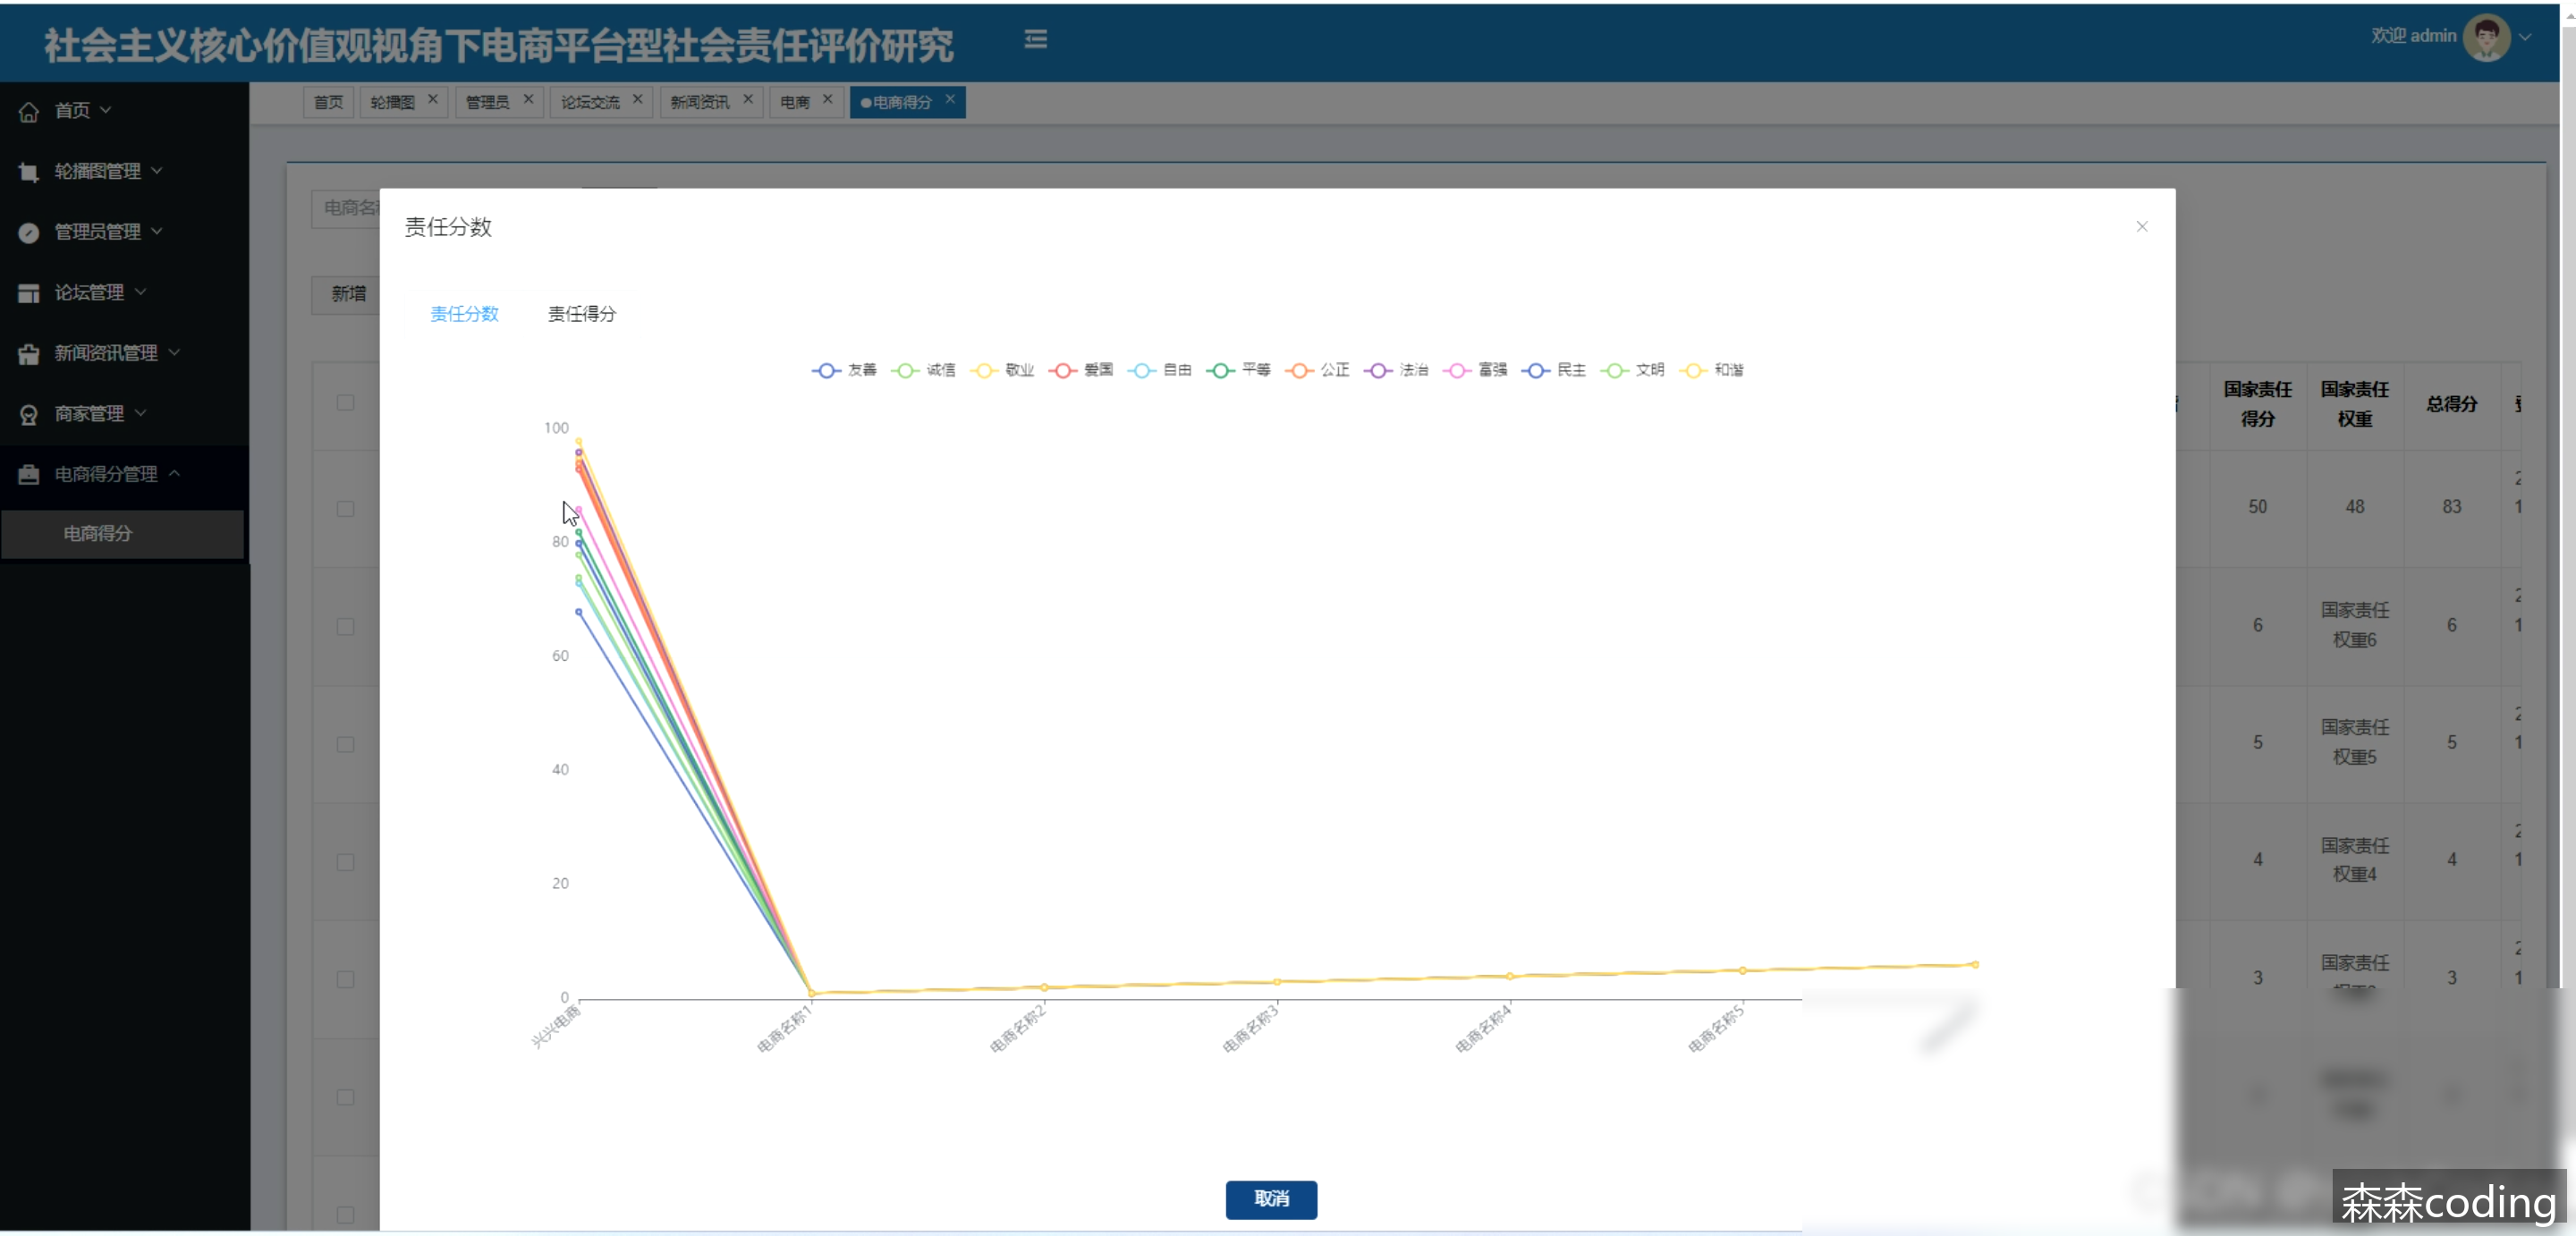 社会主义核心价值观视角下电商平台型社会责任评价研究
欢迎 admin
首页
轮播图管理
管理员管理
论坛管理
新闻资讯管理
商家管理
电商得分管理
电商得分
首页 轮播图 管理员 论坛交流 新闻资讯 电商 电商得分
电商名
新增
责任分数
责任分数 责任得分
友善 诚信 敬业 爱国 自由 平等 公正 法治 富强 民主 文明 和谐
100
80
60
40
20
0
兴兴电商 电商名称1 电商名称2 电商名称3 电商名称4 电商名称5
取消
国家责任得分 国家责任权重 总得分
50 48 83
6 国家责任权重6 6
5 国家责任权重5 5
4 国家责任权重4 4
3 国家责任 3
森森coding